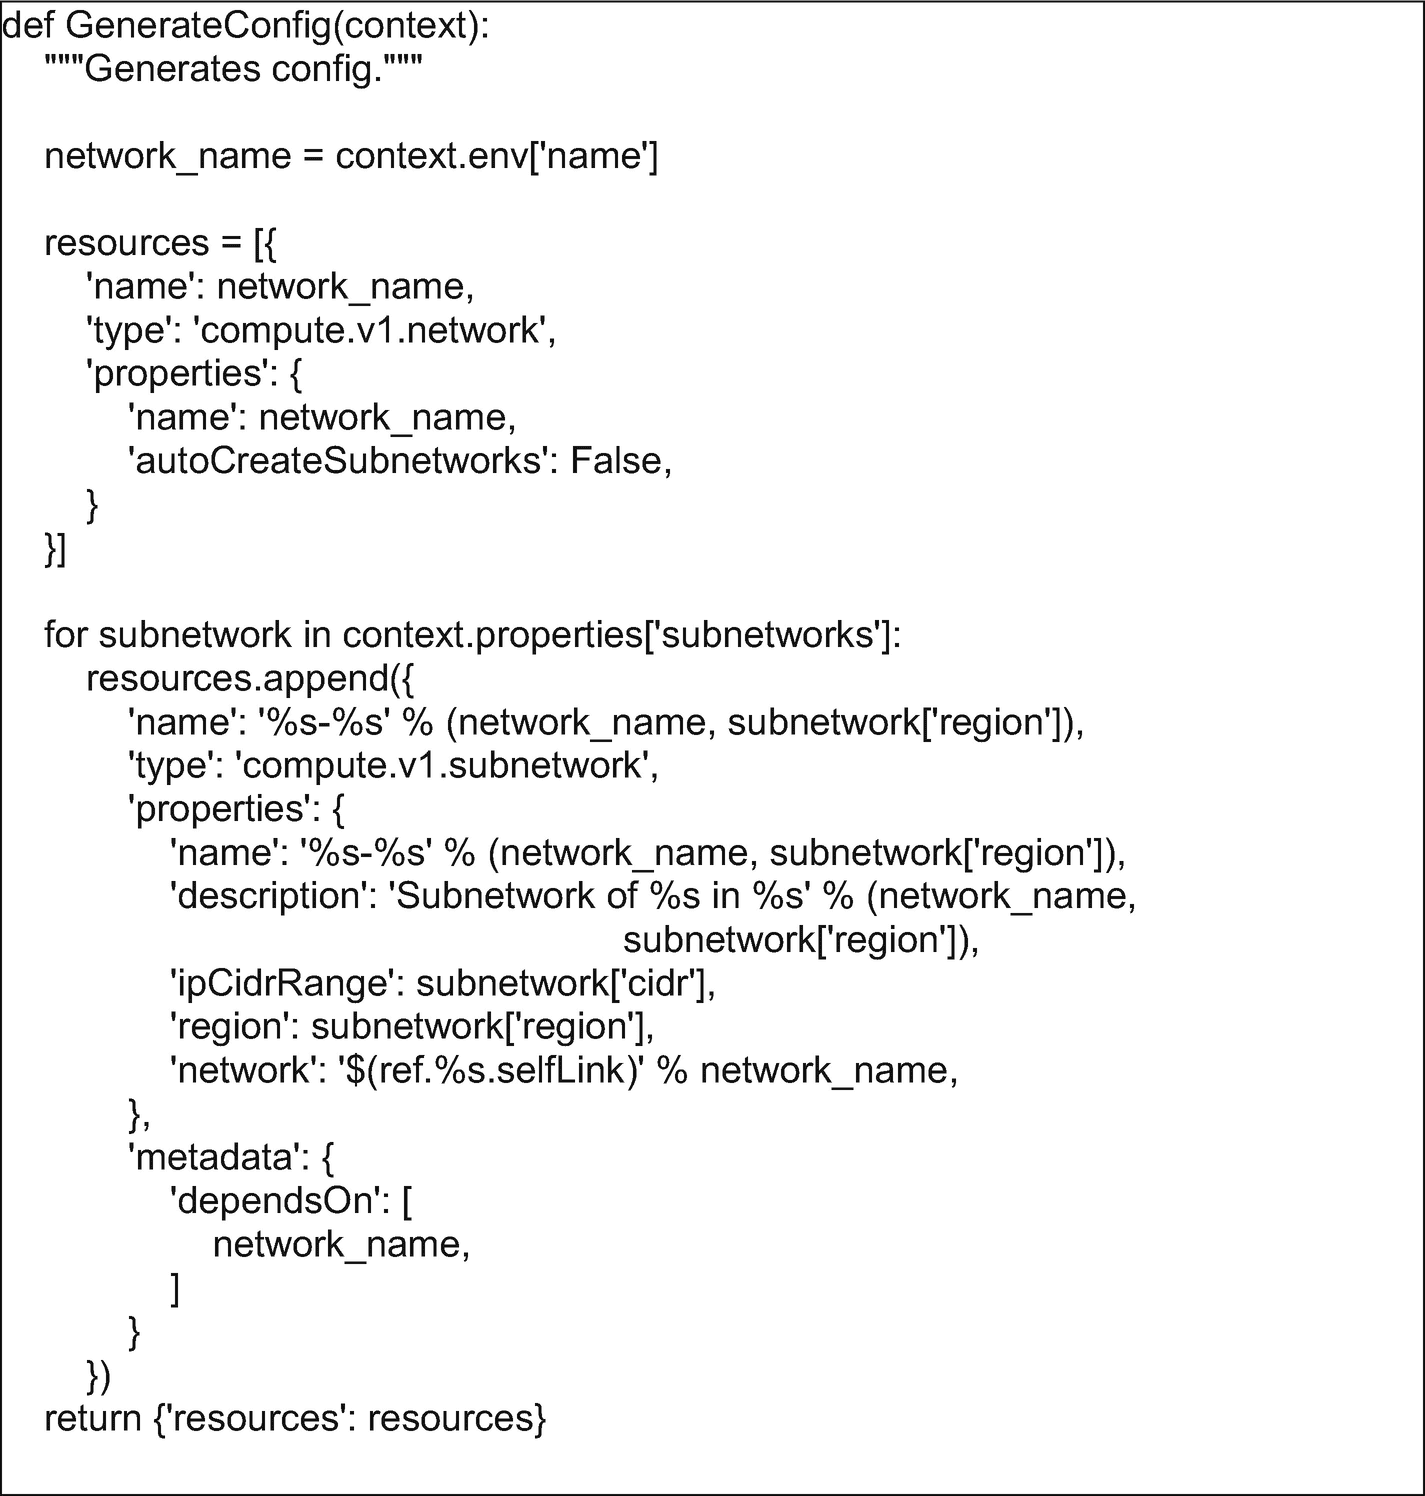 def GenerateConfig(context):
    """Generates config."""

    network_name = context.env['name']

    resources = [{
        'name': network_name,
        'type': 'compute.v1.network',
        'properties': {
            'name': network_name,
            'autoCreateSubnetworks': False,
        }
    }]

    for subnetwork in context.properties['subnetworks']:
        resources.append({
            'name': '%s-%s' % (network_name, subnetwork['region']),
            'type': 'compute.v1.subnetwork',
            'properties': {
                'name': '%s-%s' % (network_name, subnetwork['region']),
                'description': 'Subnetwork of %s in %s' % (network_name,
                                                           subnetwork['region']),
                'ipCidrRange': subnetwork['cidr'],
                'region': subnetwork['region'],
                'network': '$(ref.%s.selfLink)' % network_name,
            },
            'metadata': {
                'dependsOn': [
                    network_name,
                ]
            }
        })
    return {'resources': resources}